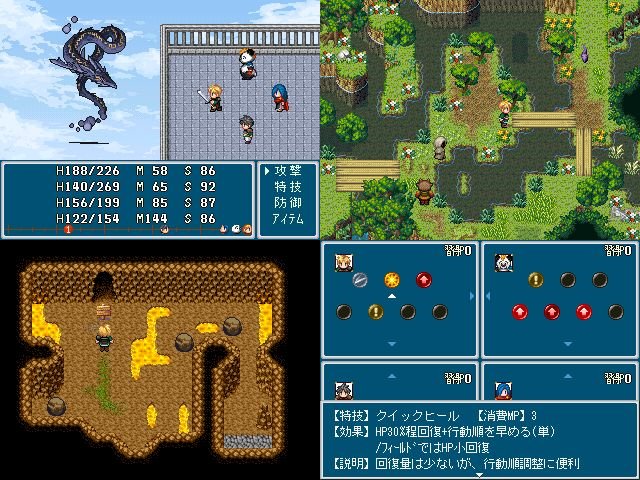 H188/226 M 58 S 86
H140/269 M 65 S 92
H156/199 M 85 S 87
H122/154 M144 S 86
攻撃
特技
防御
アイテム
1
習得P0
習得P0
習得P0
習得P0
【特技】クイックヒール 【消費MP】3
【効果】HP30%程回復+行動順を早める(単)
/フィールドではHP小回復
【説明】回復量は少ないが、行動順調整に便利